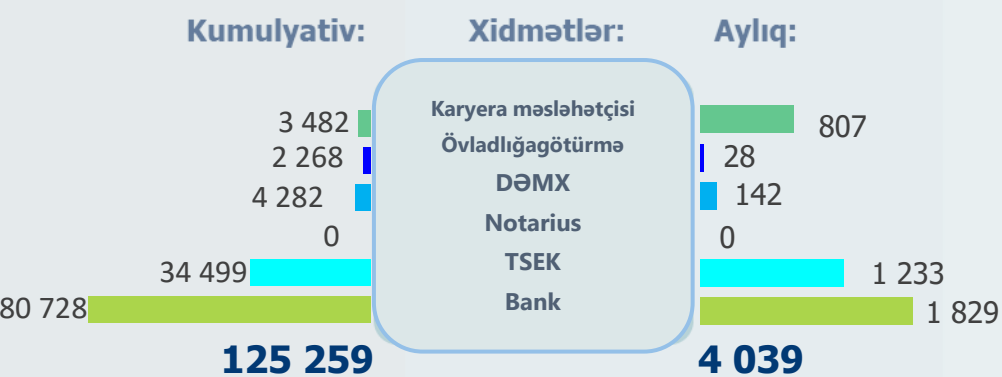 Kumulyativ: Xidmətlər: Aylıq:
3 482 Karyera məsləhətçisi 807
2 268 Övladlığagötürmə 28
4 282 DƏMX 142
0 Notarius 0
34 499 TSEK 1 233
80 728 Bank 1 829
125 259 4 039